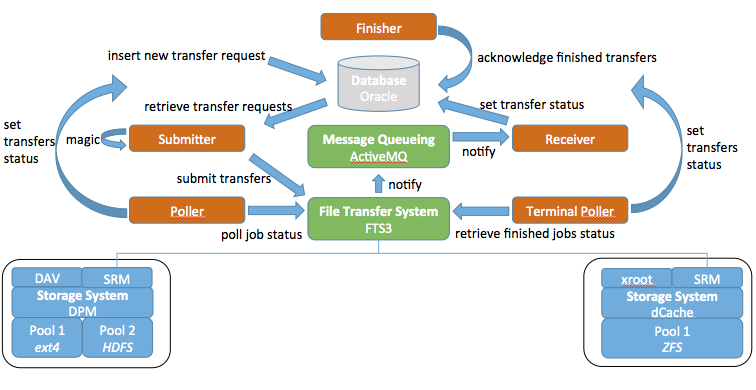 Finisher
insert new transfer request
acknowledge finished transfers
Database
Oracle
retrieve transfer requests
set transfer status
set
transfers
status
magic
Submitter
Message Queueing
ActiveMQ
notify
Receiver
set
transfers
status
submit transfers
notify
Poller
File Transfer System
FTS3
Terminal Poller
poll job status
retrieve finished jobs status
DAV
SRM
Storage System
DPM
Pool 1
ext4
Pool 2
HDFS
xroot
SRM
Storage System
dCache
Pool 1
ZFS